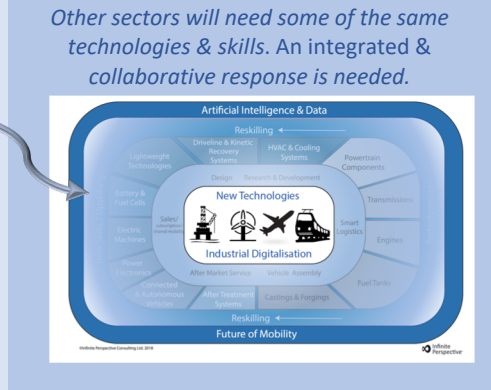 Other sectors will need some of the same
technologies & skills. An integrated &
collaborative response is needed.
Artificial Intelligence & Data
Reskilling
Driveline & Kinetic
Recovery
Systems
HVAC & Cooling
Systems
Lightweight
Technologies
Powertrain
Components
Design
Research & Development
Battery &
Fuel Cells
New Technologies
Transmissions
Sales/
Smart
Logistics
Electric
Machines
Engines
Industrial Digitalisation
Power
Electronics
After Market Service
Vehicle Assembly
Fuel Tanks
Connected
& Autonomous
vehicles
After Treatment
Systems
Castings & Forgings
Reskilling
Future of Mobility
©Infinite Perspective Consulting Ltd. 2019
Infinite
Perspective